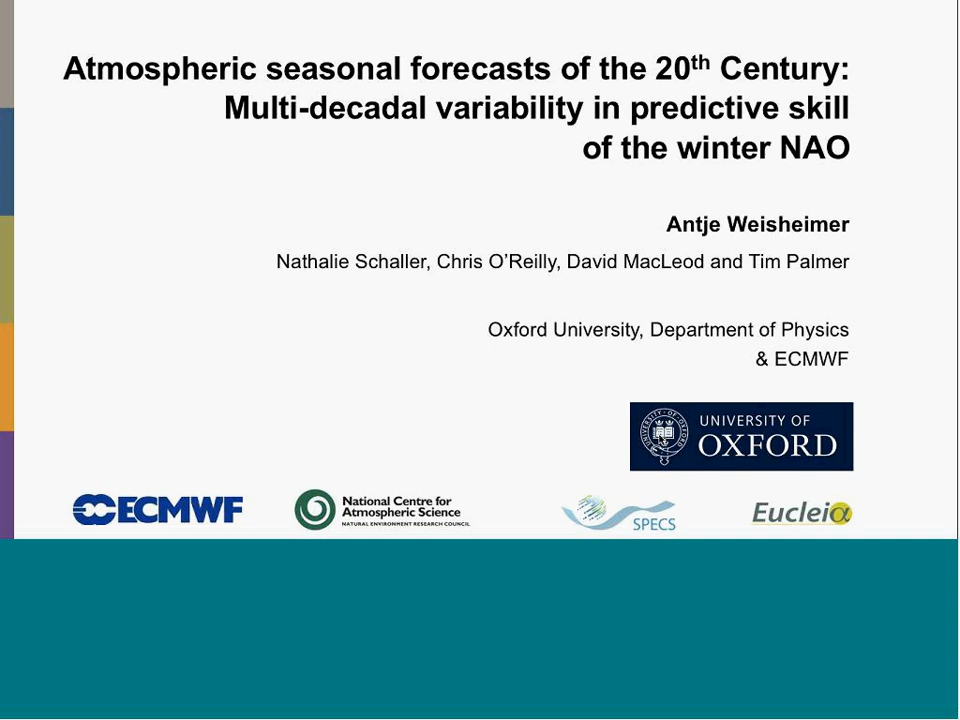 Atmospheric seasonal forecasts of the 20th Century:
Multi-decadal variability in predictive skill
of the winter NAO
Antje Weisheimer
Nathalie Schaller, Chris O'Reilly, David MacLeod and Tim Palmer
Oxford University, Department of Physics
& ECMWF
UNIVERSITY OF
OXFORD
ECMWF
National Centre for
Atmospheric Science
NATURAL ENVIRONMENT RESEARCH COUNCIL
SPECS
Eucleia